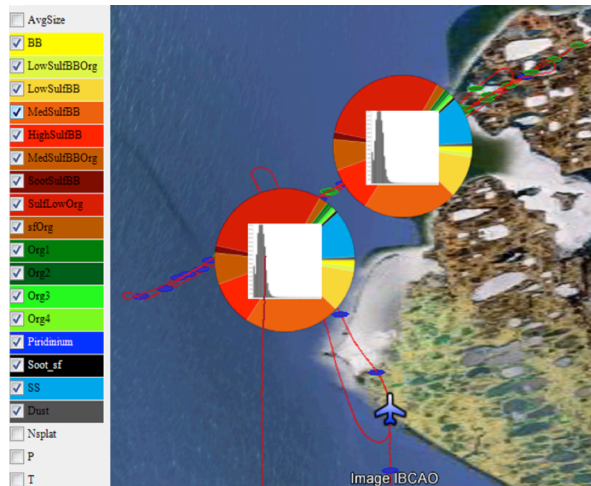 AvgSize
BB
LowSulfBBOrg
LowSulfBB
MedSulfBB
HighSulfBB
MedSulfBBOrg
SootSulfBB
SulfLowOrg
sfOrg
Org1
Org2
Org3
Org4
Piridinium
Soot_sf
SS
Dust
Nsplat
P
T
Image IBCAO